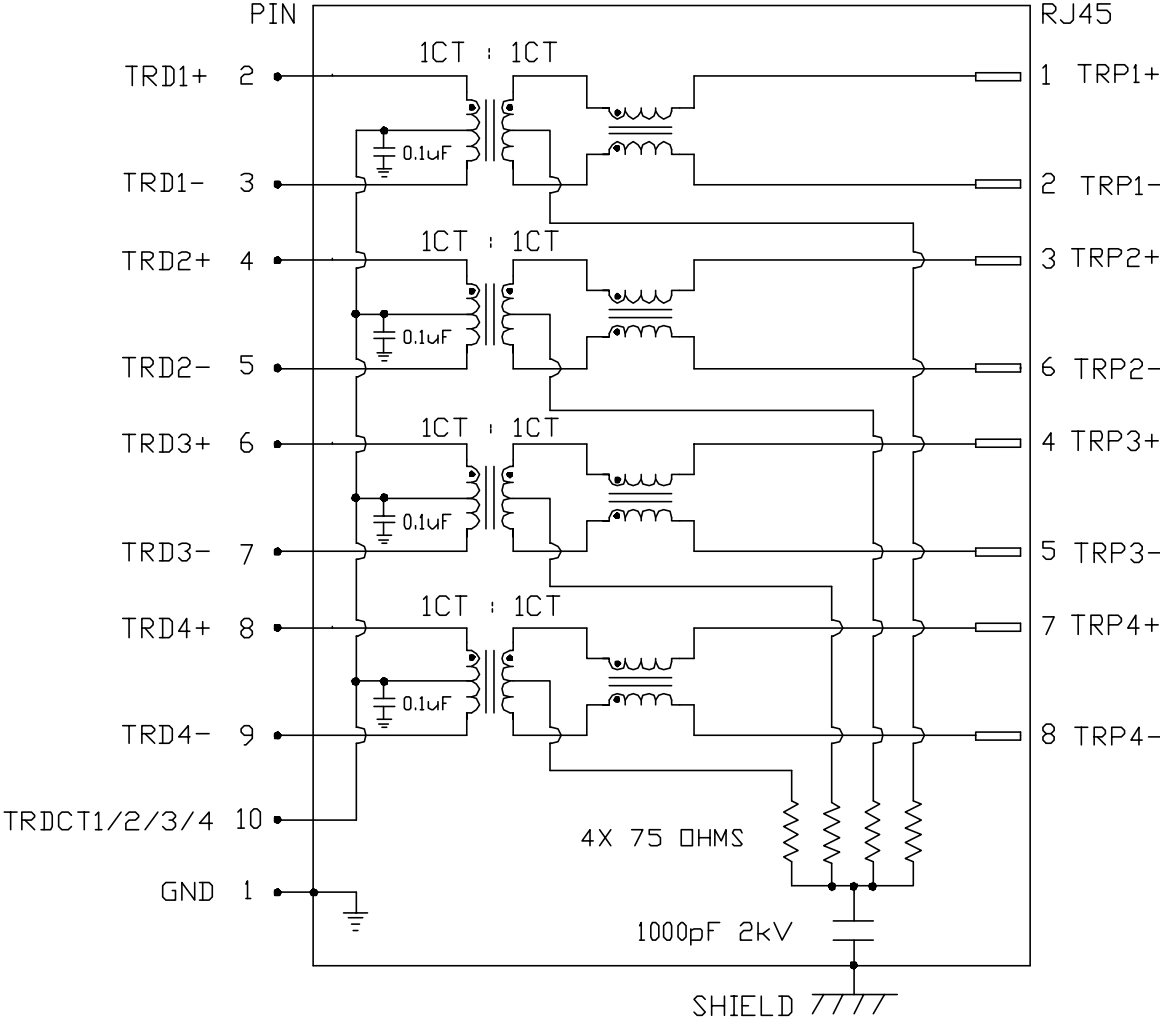 PIN RJ45
1CT : 1CT
TRD1+ 2 1 TRP1+
0.1uF
TRD1- 3 2 TRP1-
1CT : 1CT
TRD2+ 4 3 TRP2+
0.1uF
TRD2- 5 6 TRP2-
1CT : 1CT
TRD3+ 6 4 TRP3+
0.1uF
TRD3- 7 5 TRP3-
1CT : 1CT
TRD4+ 8 7 TRP4+
0.1uF
TRD4- 9 8 TRP4-
TRDCT1/2/3/4 10
4X 75 OHMS
GND 1
1000pF 2kV
SHIELD